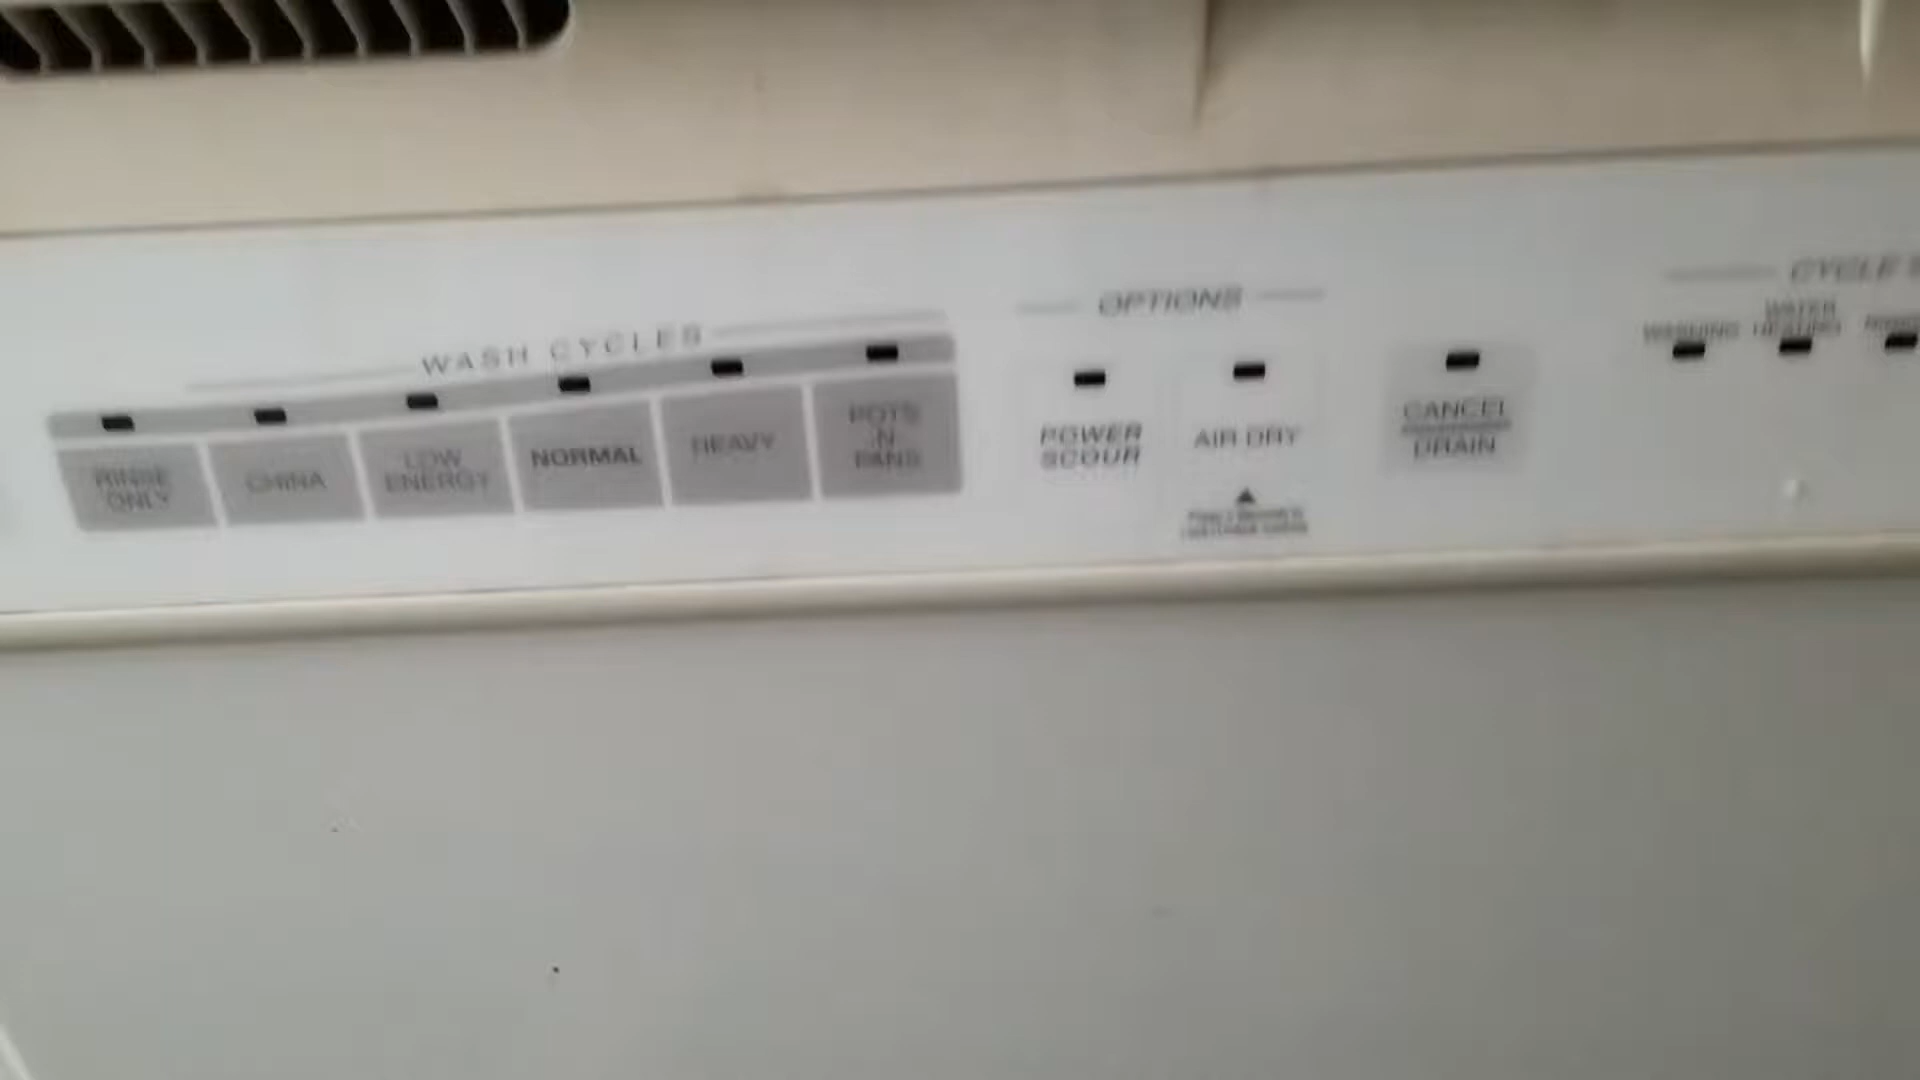 WASH CYCLES
RINSE
ONLY
CHINA
LOW
ENERGY
NORMAL
HEAVY
POTS
-N-
PANS
OPTIONS
POWER
SCOUR
AIR DRY
CANCEL
DRAIN
CYCLE S
WASHING
WATER
HEATING